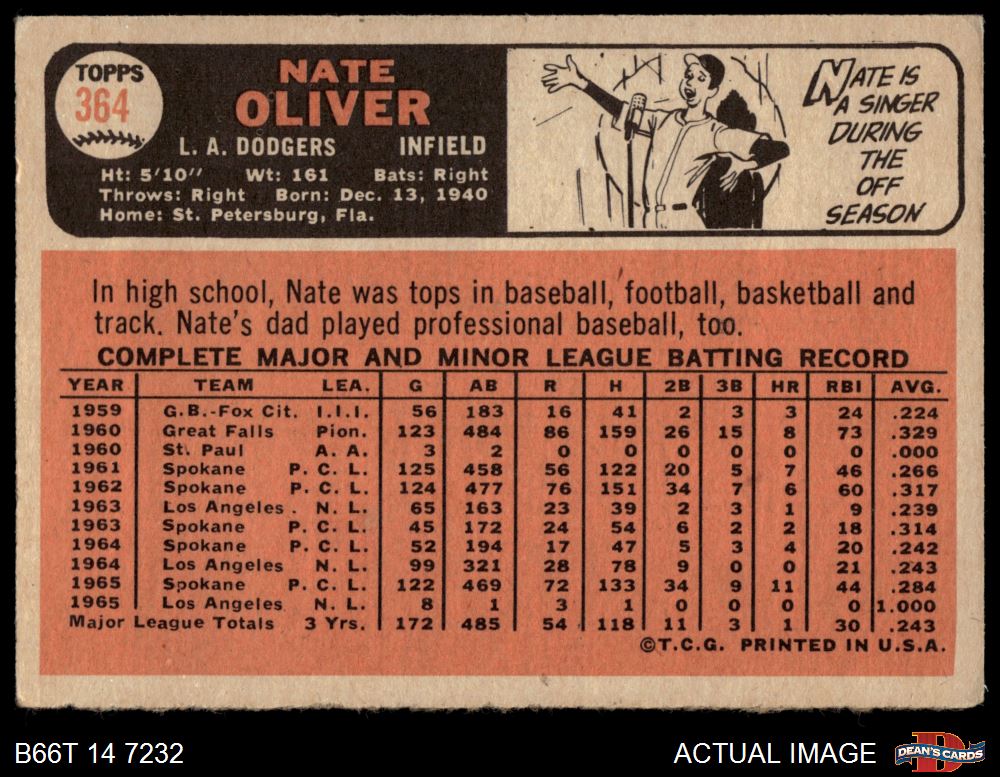 TOPPS
364
NATE
OLIVER
L. A. DODGERS INFIELD
Ht: 5'10" Wt: 161 Bats: Right
Throws: Right Born: Dec. 13, 1940
Home: St. Petersburg, Fla.
NATE IS
A SINGER
DURING
THE
OFF
SEASON
In high school, Nate was tops in baseball, football, basketball and
track. Nate's dad played professional baseball, too.
COMPLETE MAJOR AND MINOR LEAGUE BATTING RECORD
YEAR TEAM LEA. G AB R H 2B 3B HR RBI AVG.
1959 G.B.-Fox Cit. I.I.I. 56 183 16 41 2 3 3 24 .224
1960 Great Falls Pion. 123 484 86 159 26 15 8 73 .329
1960 St. Paul A. A. 3 2 0 0 0 0 0 0 .000
1961 Spokane P. C. L. 125 458 56 122 20 5 7 46 .266
1962 Spokane P. C. L. 124 477 76 151 34 7 6 60 .317
1963 Los Angeles . N. L. 65 163 23 39 2 3 1 9 .239
1963 Spokane P. C. L. 45 172 24 54 6 2 2 18 .314
1964 Spokane P. C. L. 52 194 17 47 5 3 4 20 .242
1964 Los Angeles N. L. 99 321 28 78 9 0 0 21 .243
1965 Spokane P. C. L. 122 469 72 133 34 9 11 44 .284
1965 Los Angeles N. L. 8 1 3 1 0 0 0 0 1.000
Major League Totals 3 Yrs. 172 485 54 118 11 3 1 30 .243
©T.C.G. PRINTED IN U.S.A.
B66T 14 7232 ACTUAL IMAGE DEAN'S CARDS